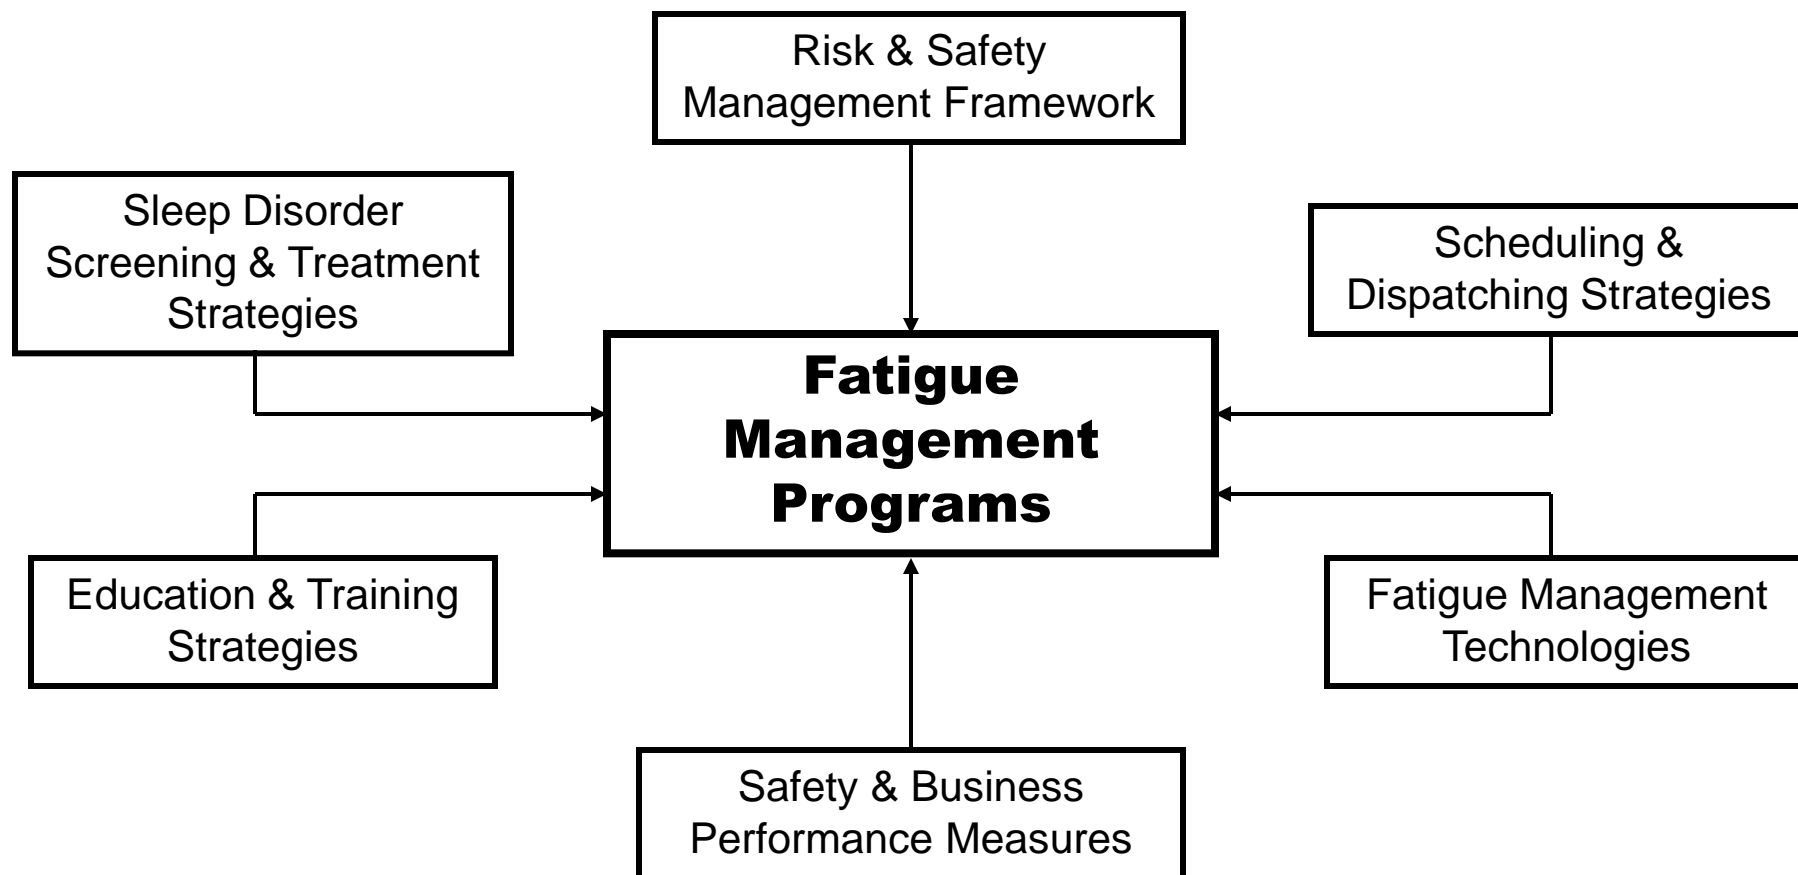 Risk & Safety
Management Framework
Sleep Disorder
Screening & Treatment
Strategies
Scheduling &
Dispatching Strategies
Fatigue
Management
Programs
Education & Training
Strategies
Fatigue Management
Technologies
Safety & Business
Performance Measures